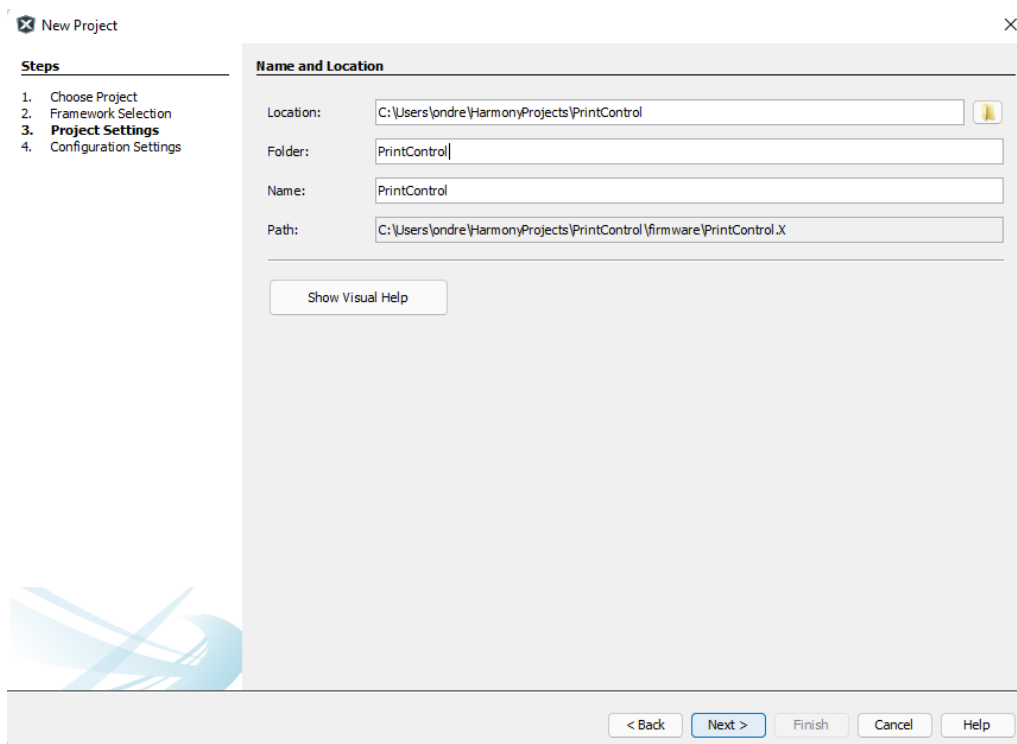 New Project
Steps
1. Choose Project
2. Framework Selection
3. Project Settings
4. Configuration Settings
Name and Location
Location: C:\Users\ondre\HarmonyProjects\PrintControl
Folder: PrintControl
Name: PrintControl
Path: C:\Users\ondre\HarmonyProjects\PrintControl\firmware\PrintControl.X
Show Visual Help
< Back Next > Finish Cancel Help